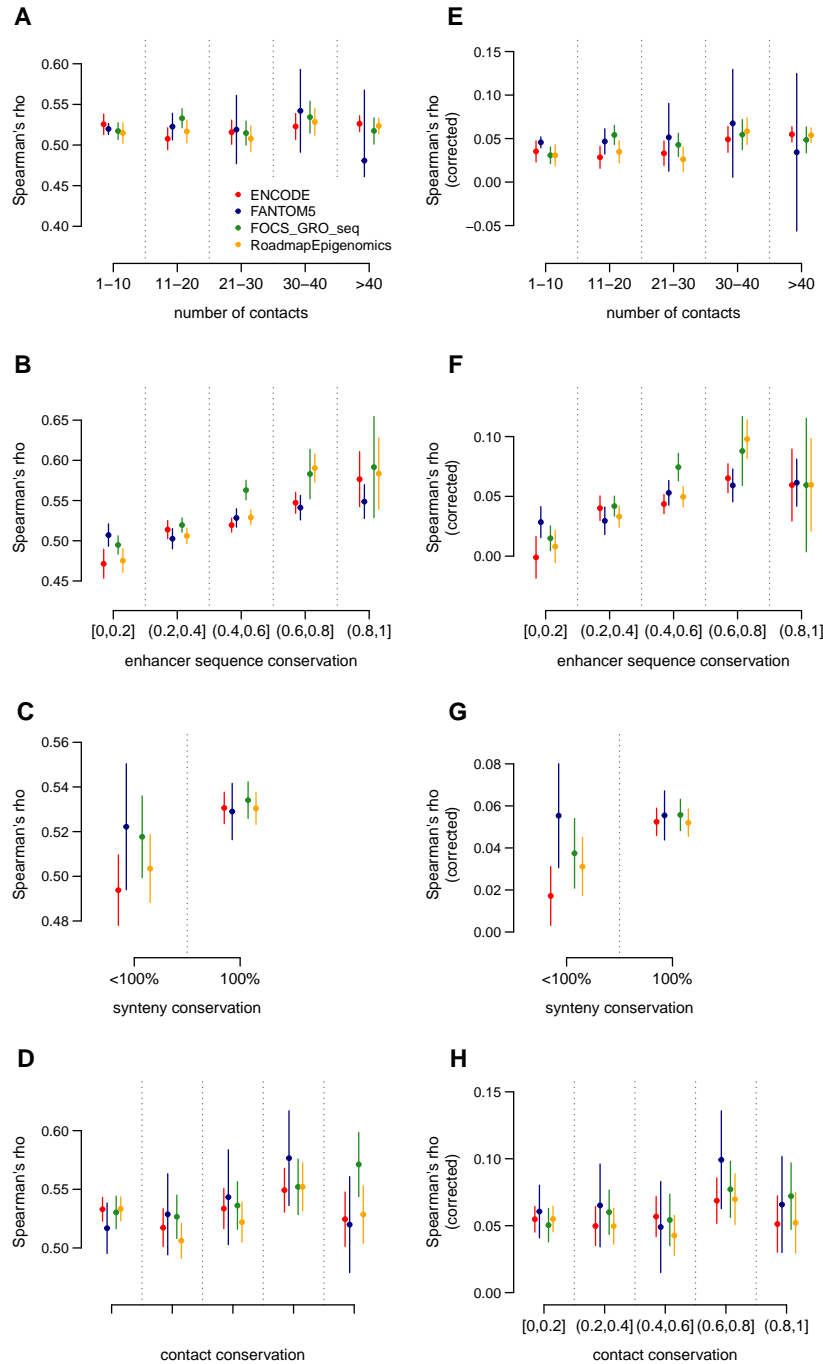 A
Spearman's rho
0.60
0.55
0.50
0.45
0.40
ENCODE
FANTOM5
FOCS_GRO_seq
RoadmapEpigenomics
1−10
11−20
21−30
30−40
>40
number of contacts
E
Spearman's rho
(corrected)
0.15
0.10
0.05
0.00
−0.05
1−10
11−20
21−30
30−40
>40
number of contacts
B
Spearman's rho
0.65
0.60
0.55
0.50
0.45
[0,0.2]
(0.2,0.4]
(0.4,0.6]
(0.6,0.8]
(0.8,1]
enhancer sequence conservation
F
Spearman's rho
(corrected)
0.10
0.05
0.00
[0,0.2]
(0.2,0.4]
(0.4,0.6]
(0.6,0.8]
(0.8,1]
enhancer sequence conservation
C
Spearman's rho
0.56
0.54
0.52
0.50
0.48
<100%
100%
synteny conservation
G
Spearman's rho
(corrected)
0.08
0.06
0.04
0.02
0.00
<100%
100%
synteny conservation
D
Spearman's rho
0.60
0.55
0.50
contact conservation
H
Spearman's rho
(corrected)
0.15
0.10
0.05
0.00
[0,0.2]
(0.2,0.4]
(0.4,0.6]
(0.6,0.8]
(0.8,1]
contact conservation